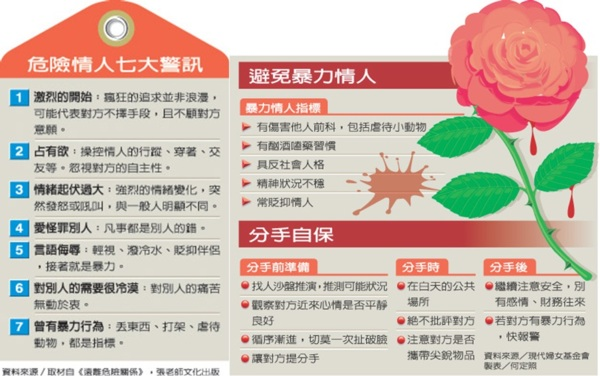 危險情人七大警訊
1 激烈的開始：瘋狂的追求並非浪漫，
可能代表對方不擇手段，且不顧對方
意願。
2 占有欲：操控情人的行蹤、穿著、交
友等。忽視對方的自主性。
3 情緒起伏過大：強烈的情緒變化，突
然發怒或吼叫，與一般人明顯不同。
4 愛怪罪別人：凡事都是別人的錯。
5 言語侮辱：輕視、潑冷水、貶抑伴侶
，接著就是暴力。
6 對別人的需要很冷漠：對別人的痛苦
無動於衷。
7 曾有暴力行為：丟東西、打架、虐待
動物，都是指標。
資料來源／取材自《遠離危險關係》，張老師文化出版
避免暴力情人
暴力情人指標
有傷害他人前科，包括虐待小動物
有酗酒嗑藥習慣
具反社會人格
精神狀況不穩
常貶抑情人
分手自保
分手前準備
找人沙盤推演，推測可能狀況
觀察對方近來心情是否平靜
良好
循序漸進，切莫一次扯破臉
讓對方提分手
分手時
在白天的公共
場所
絕不批評對方
注意對方是否
攜帶尖銳物品
分手後
繼續注意安全，別
有感情、財務往來
若對方有暴力行為
，快報警
資料來源／現代婦女基金會
製表／何定照